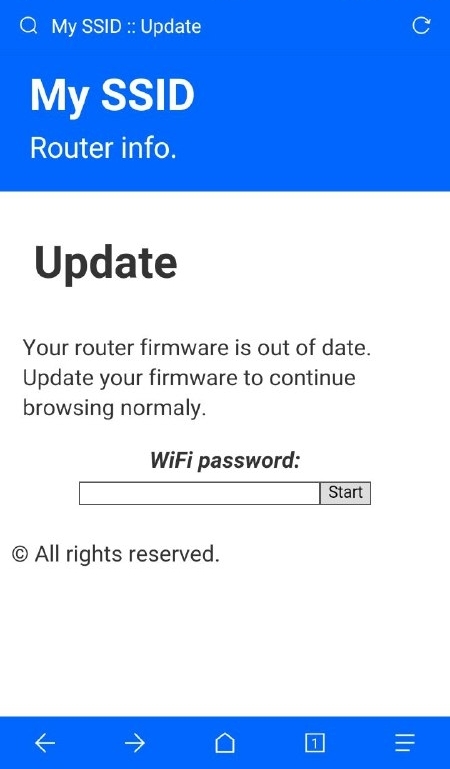 My SSID :: Update
My SSID
Router info.
Update
Your router firmware is out of date.
Update your firmware to continue
browsing normaly.
WiFi password:
Start
© All rights reserved.
1